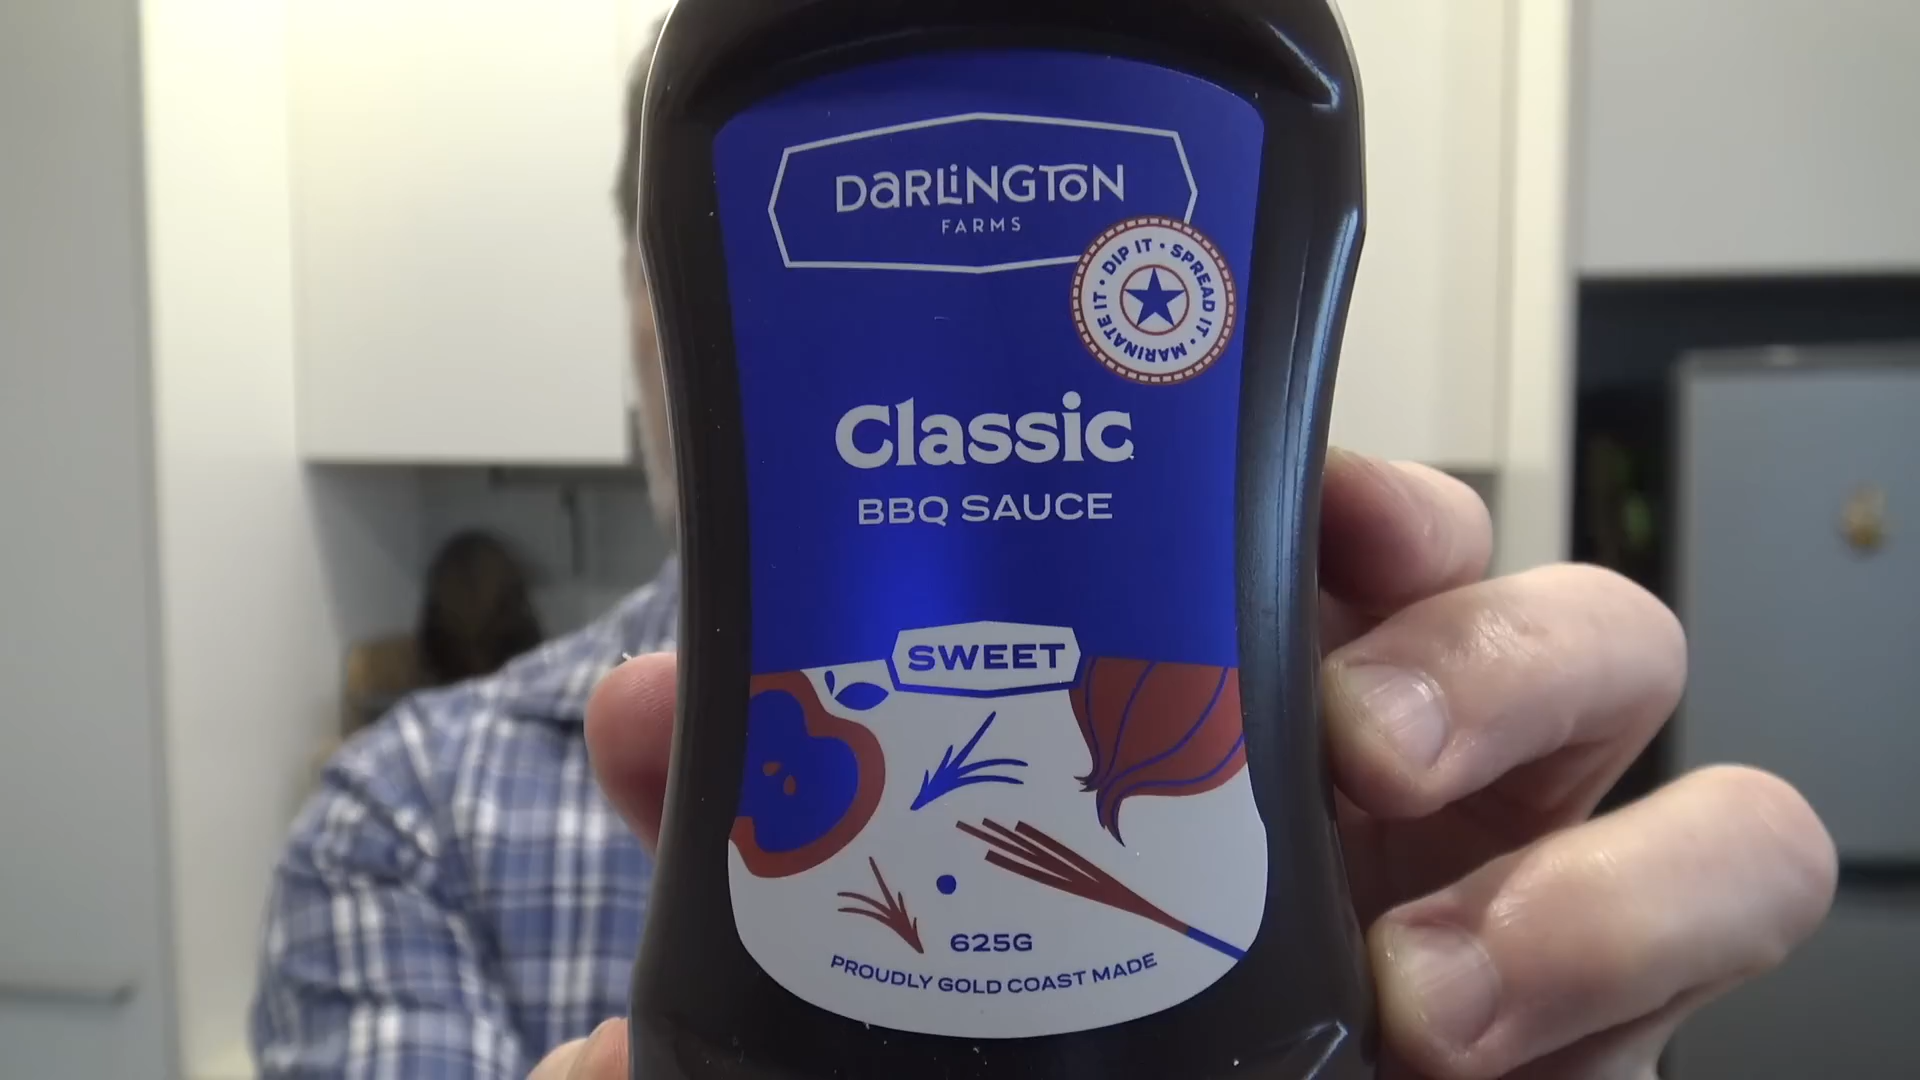 DaRLiNGTON
FARMS
DIP IT • SPREAD IT • MARINATE IT •
Classic
BBQ SAUCE
SWEET
625G
PROUDLY GOLD COAST MADE